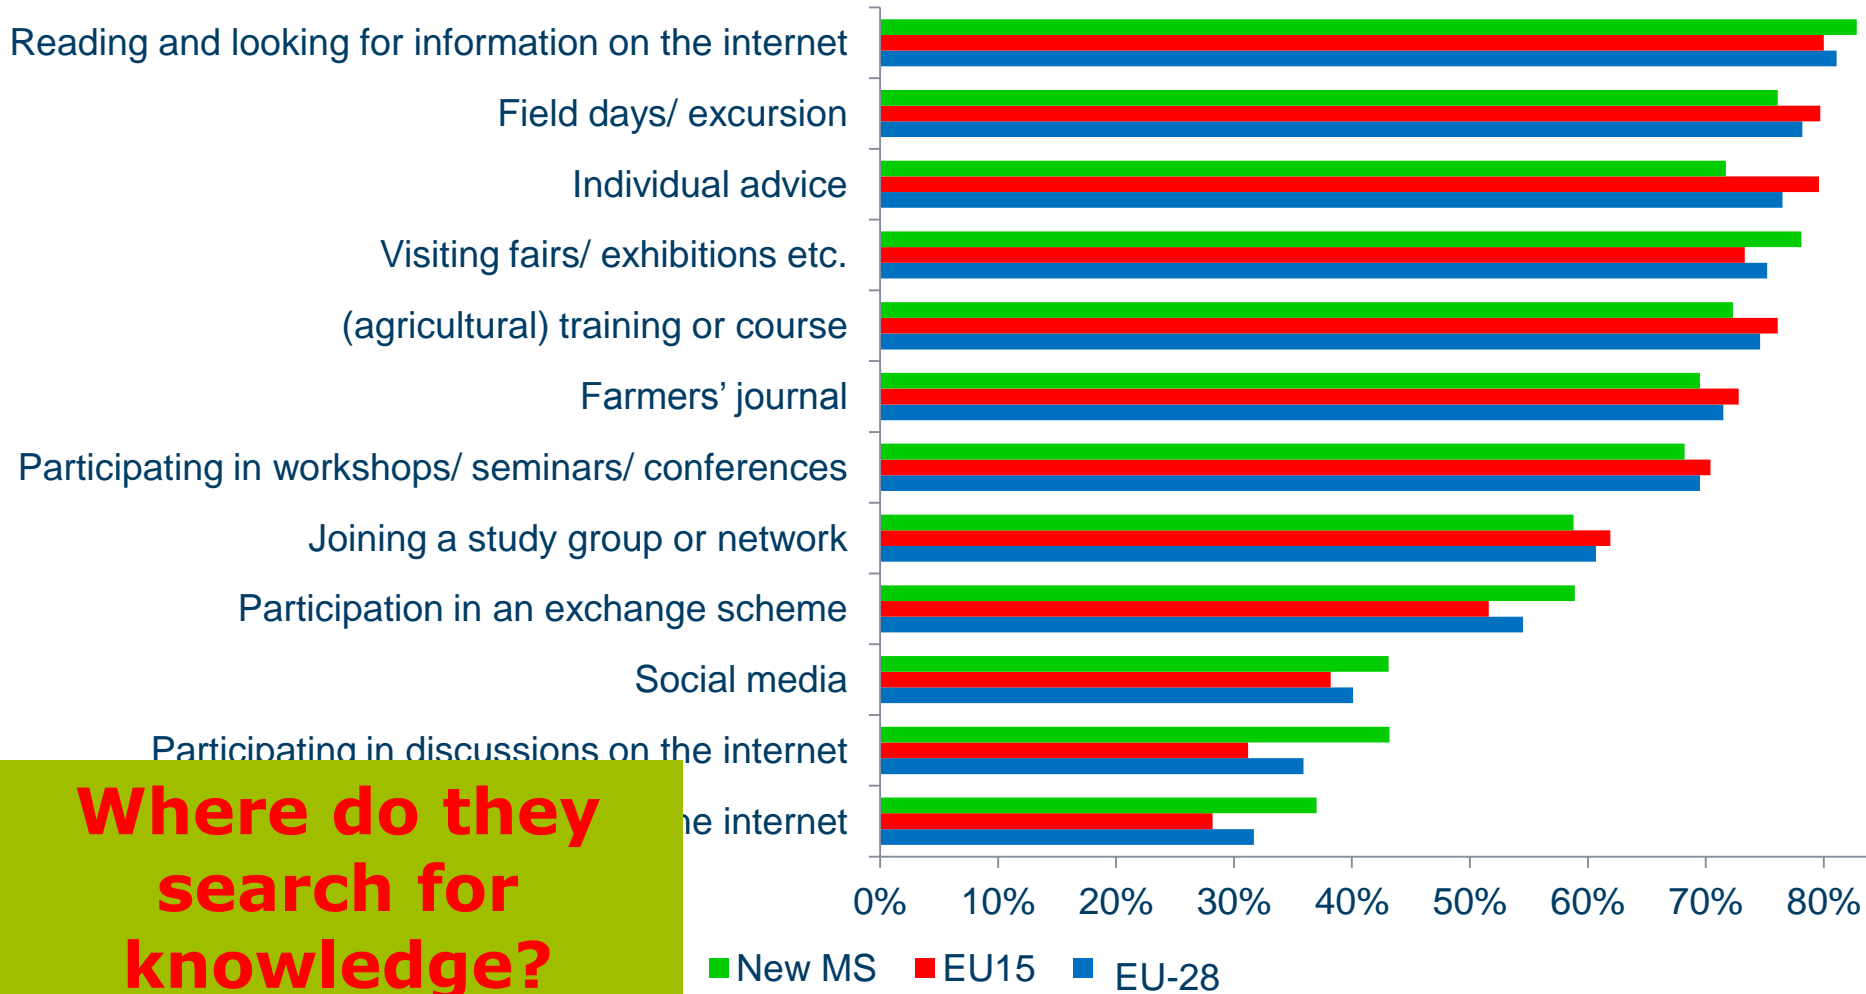 Reading and looking for information on the internet
Field days/ excursion
Individual advice
Visiting fairs/ exhibitions etc.
(agricultural) training or course
Farmers’ journal
Participating in workshops/ seminars/ conferences
Joining a study group or network
Participation in an exchange scheme
Social media
Participating in discussions on the internet
internet
0% 10% 20% 30% 40% 50% 60% 70% 80%
New MS EU15 EU-28
Where do they
search for
knowledge?